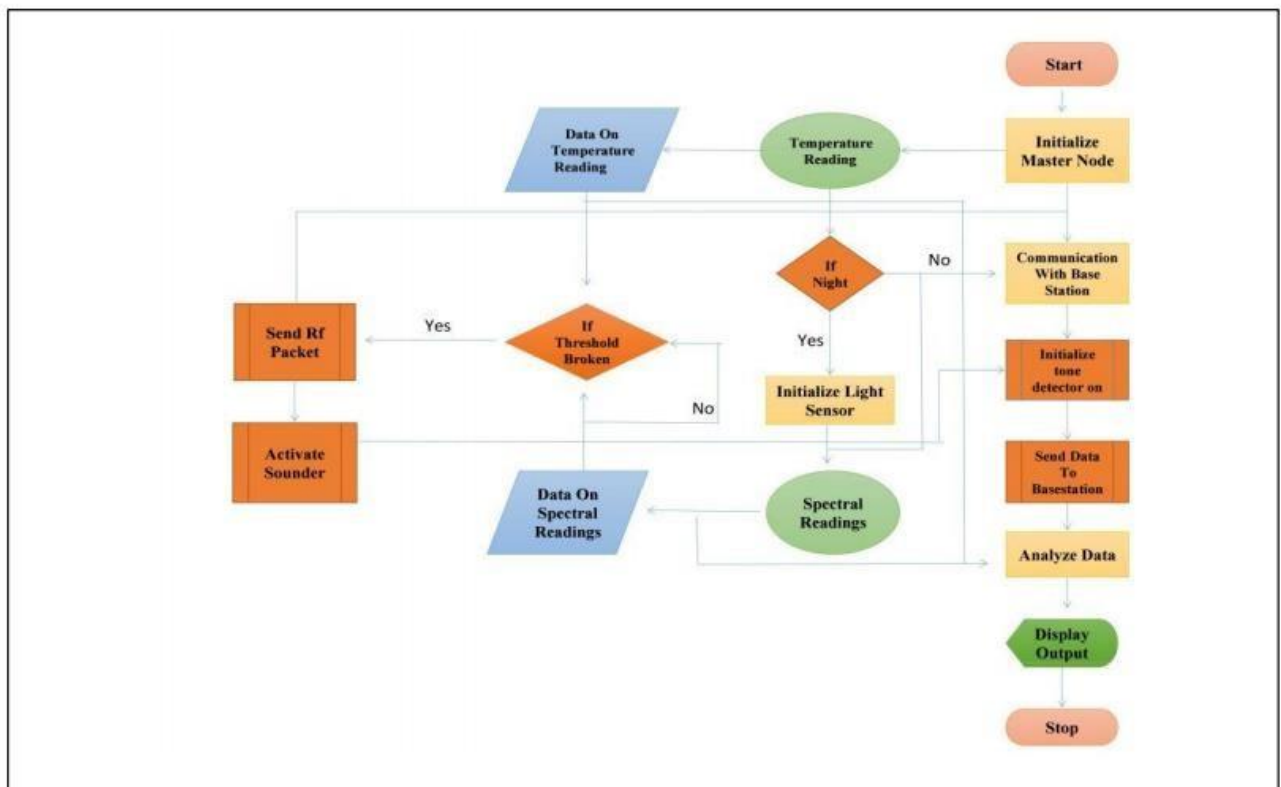 Start
Data On
Temperature
Reading
Temperature
Reading
Initialize
Master Node
If
Night
No
Communication
With Base
Station
Send Rf
Packet
Yes
If
Threshold
Broken
Yes
Initialize
tone
detector on
No
Initialize Light
Sensor
Activate
Sounder
Send Data
To
Basestation
Data On
Spectral
Readings
Spectral
Readings
Analyze Data
Display
Output
Stop